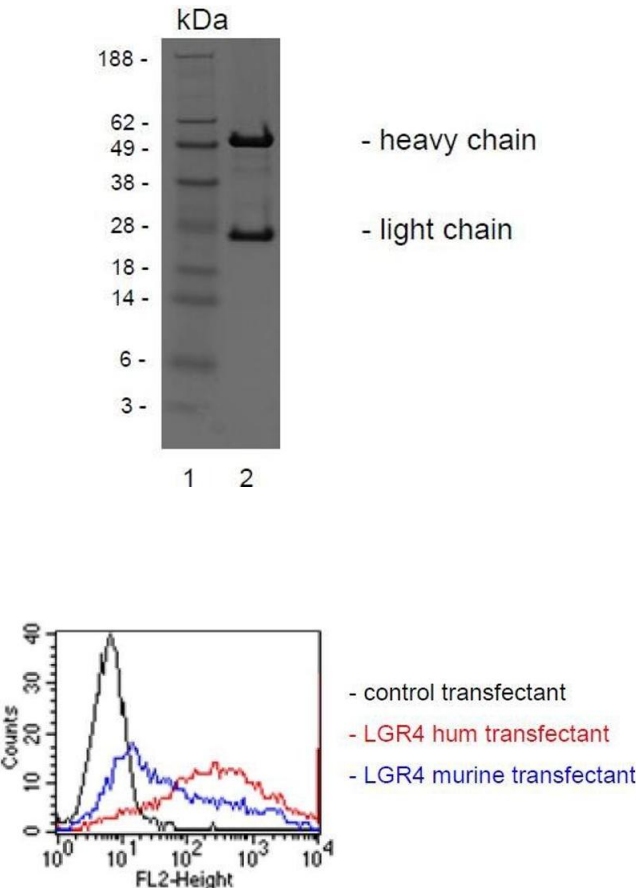 kDa
188 -
62 -
49 -
38 -
28 -
18 -
14 -
6 -
3 -
- heavy chain
- light chain
1 2
40
30
20
10
0
Counts
10^0 10^1 10^2 10^3 10^4
FL2-Height
- control transfectant
- LGR4 hum transfectant
- LGR4 murine transfectant